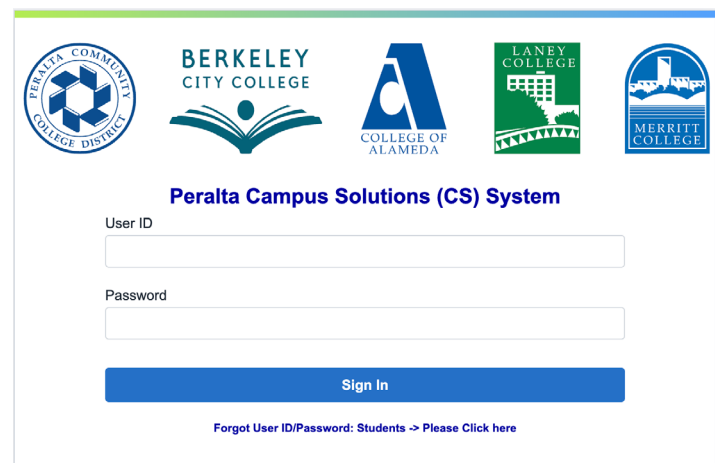 PERALTA COMMUNITY
COLLEGE DISTRICT
BERKELEY
CITY COLLEGE
COLLEGE OF
ALAMEDA
LANEY
COLLEGE
MERRITT
COLLEGE
Peralta Campus Solutions (CS) System
User ID
Password
Sign In
Forgot User ID/Password: Students -> Please Click here